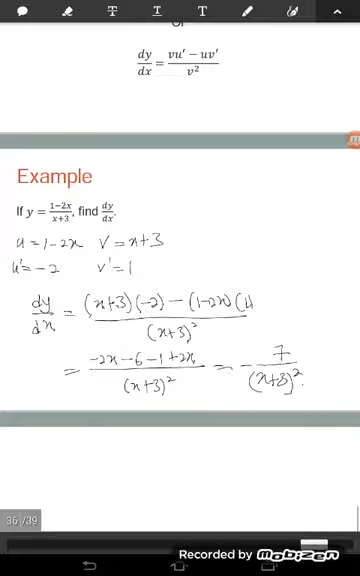 or
dy/dx = (vu′ − uv′)/v²
Example
If y = (1−2x)/(x+3), find dy/dx.
u = 1−2x v = x+3
u' = −2 v' = 1
dy/dx = ((x+3)(−2) − (1−2x)(1))/(x+3)²
= (−2x −6 −1 +2x)/(x+3)² = − 7/(x+3)².
36 /39
Recorded by Mobizen